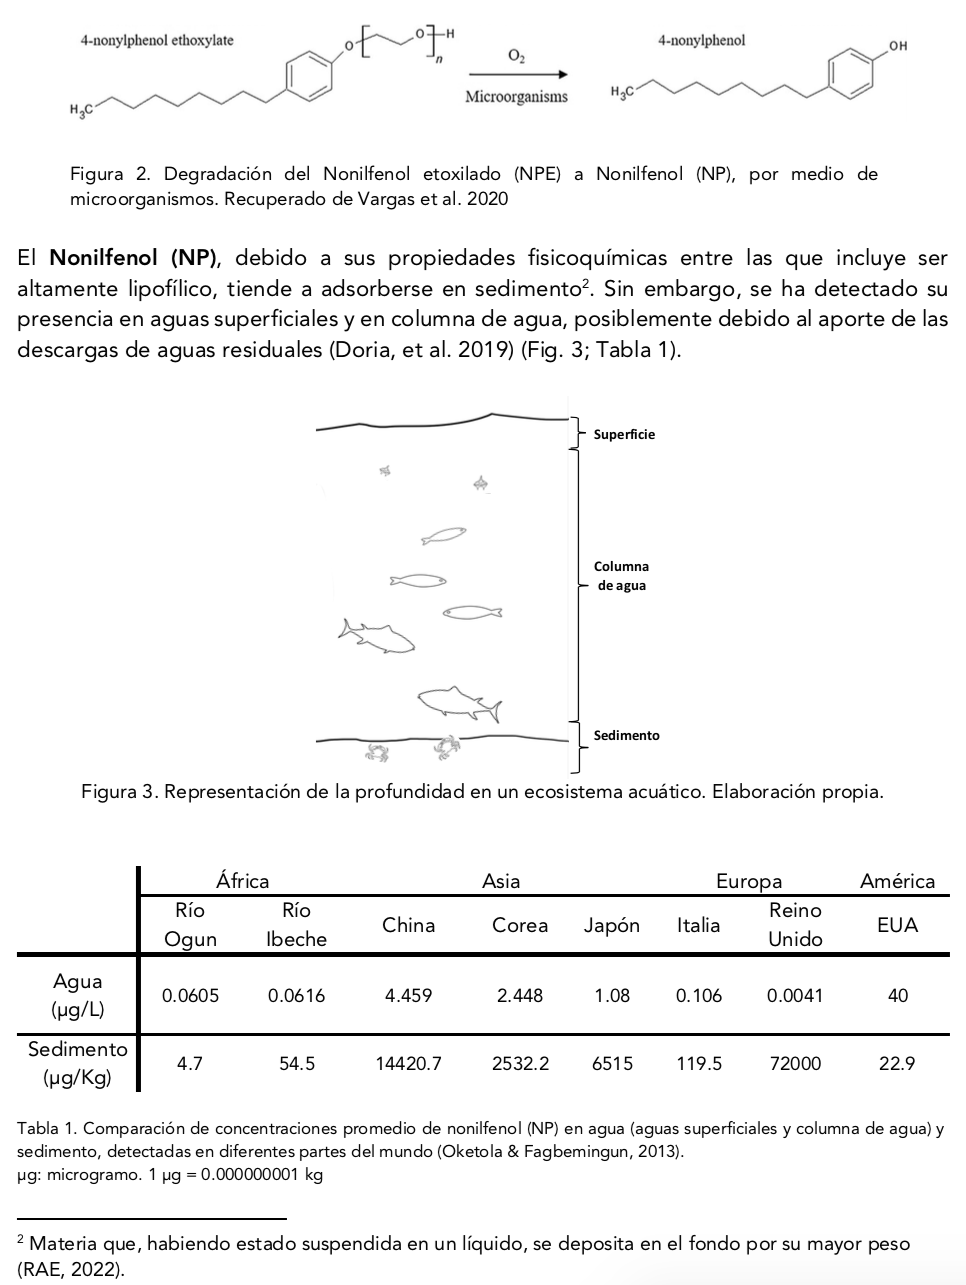 4-nonylphenol ethoxylate
O
O
H
n
H3C
O2
Microorganisms
4-nonylphenol
OH
H3C
Figura 2. Degradación del Nonilfenol etoxilado (NPE) a Nonilfenol (NP), por medio de
microorganismos. Recuperado de Vargas et al. 2020
El Nonilfenol (NP), debido a sus propiedades fisicoquímicas entre las que incluye ser
altamente lipofílico, tiende a adsorberse en sedimento2. Sin embargo, se ha detectado su
presencia en aguas superficiales y en columna de agua, posiblemente debido al aporte de las
descargas de aguas residuales (Doria, et al. 2019) (Fig. 3; Tabla 1).
Superficie
Columna
de agua
Sedimento
Figura 3. Representación de la profundidad en un ecosistema acuático. Elaboración propia.
África Asia Europa América
Río Ogun Río Ibeche China Corea Japón Italia Reino Unido EUA
Agua (µg/L) 0.0605 0.0616 4.459 2.448 1.08 0.106 0.0041 40
Sedimento (µg/Kg) 4.7 54.5 14420.7 2532.2 6515 119.5 72000 22.9
Tabla 1. Comparación de concentraciones promedio de nonilfenol (NP) en agua (aguas superficiales y columna de agua) y
sedimento, detectadas en diferentes partes del mundo (Oketola & Fagbemingun, 2013).
µg: microgramo. 1 µg = 0.000000001 kg
2 Materia que, habiendo estado suspendida en un líquido, se deposita en el fondo por su mayor peso
(RAE, 2022).